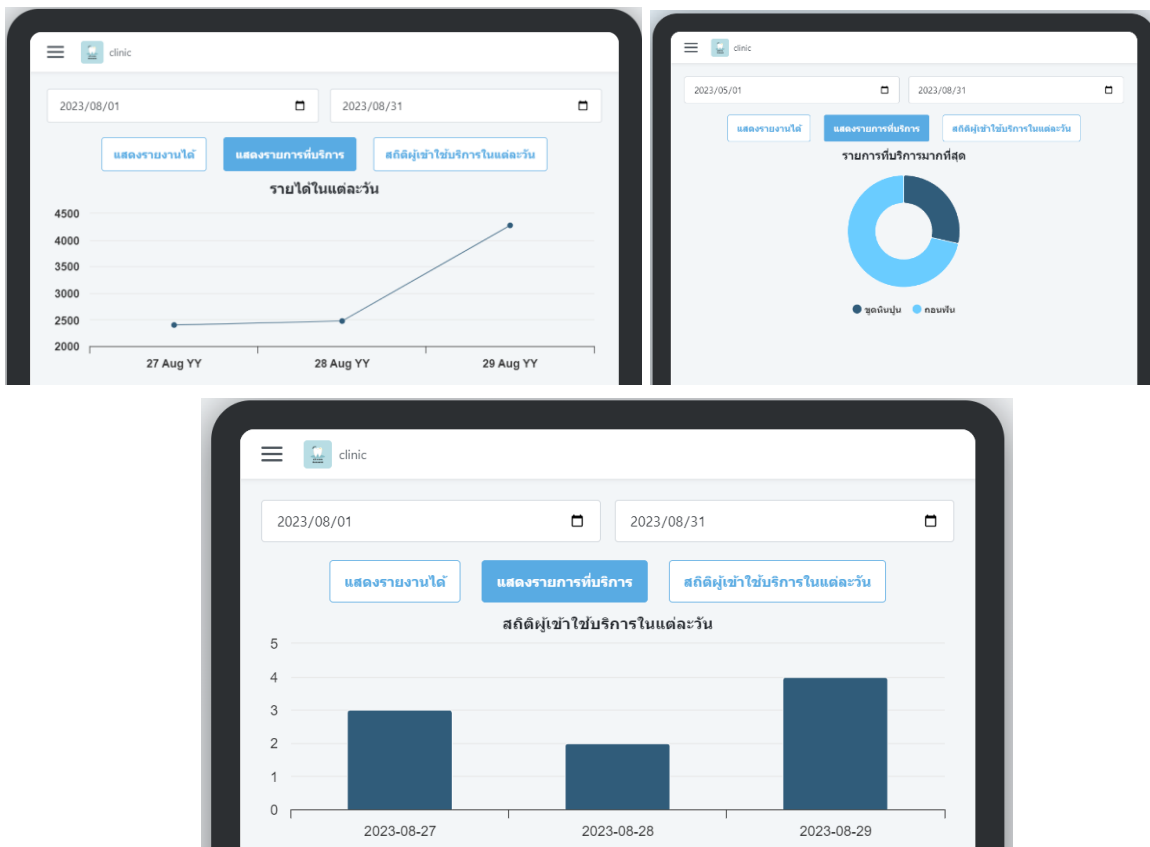 clinic
2023/08/01 2023/08/31
แสดงรายงานได้ แสดงรายการที่บริการ สถิติผู้เข้าใช้บริการในแต่ละวัน
รายได้ในแต่ละวัน
4500
4000
3500
3000
2500
2000
27 Aug YY 28 Aug YY 29 Aug YY
clinic
2023/05/01 2023/08/31
แสดงรายงานได้ แสดงรายการที่บริการ สถิติผู้เข้าใช้บริการในแต่ละวัน
รายการที่บริการมากที่สุด
ขูดหินปูน ถอนฟัน
clinic
2023/08/01 2023/08/31
แสดงรายงานได้ แสดงรายการที่บริการ สถิติผู้เข้าใช้บริการในแต่ละวัน
สถิติผู้เข้าใช้บริการในแต่ละวัน
5
4
3
2
1
0
2023-08-27 2023-08-28 2023-08-29